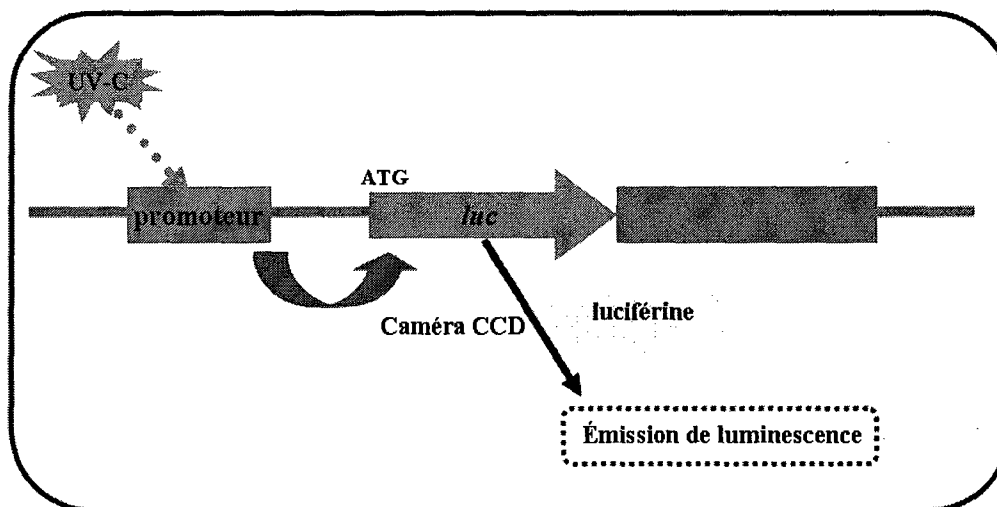 UV-C
ATG
promoteur
luc
Caméra CCD
luciférine
Émission de luminescence